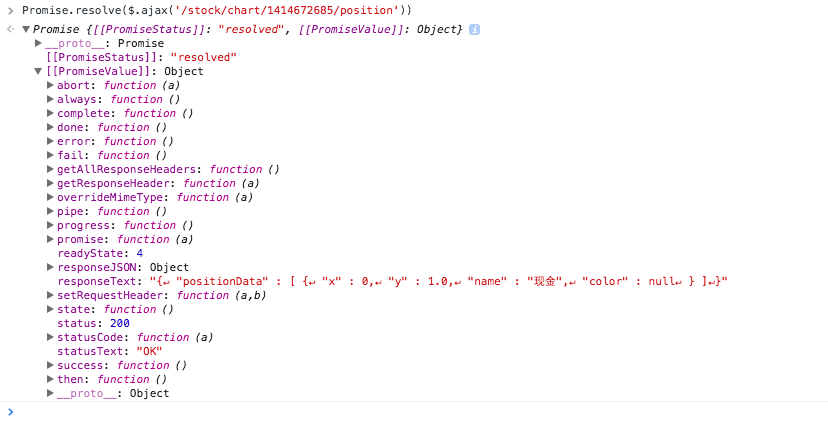 > Promise.resolve($.ajax('/stock/chart/1414672685/position'))
Promise {[[PromiseStatus]]: "resolved", [[PromiseValue]]: Object} i
__proto__: Promise
[[PromiseStatus]]: "resolved"
[[PromiseValue]]: Object
abort: function (a)
always: function ()
complete: function ()
done: function ()
error: function ()
fail: function ()
getAllResponseHeaders: function ()
getResponseHeader: function (a)
overrideMimeType: function (a)
pipe: function ()
progress: function ()
promise: function (a)
readyState: 4
responseJSON: Object
responseText: "{↵ "positionData" : [ {↵ "x" : 0,↵ "y" : 1.0,↵ "name" : "现金",↵ "color" : null↵ } ]↵}"
setRequestHeader: function (a,b)
state: function ()
status: 200
statusCode: function (a)
statusText: "OK"
success: function ()
then: function ()
__proto__: Object
>